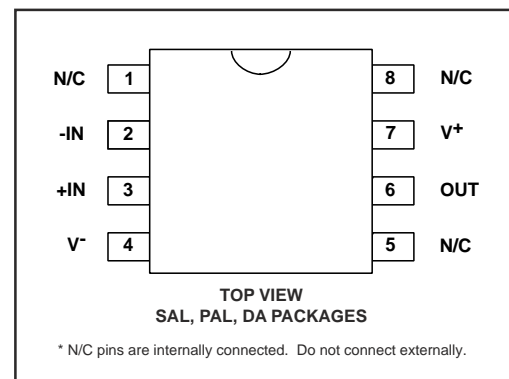 N/C 1 8 N/C
-IN 2 7 V+
+IN 3 6 OUT
V- 4 5 N/C
TOP VIEW
SAL, PAL, DA PACKAGES
* N/C pins are internally connected. Do not connect externally.